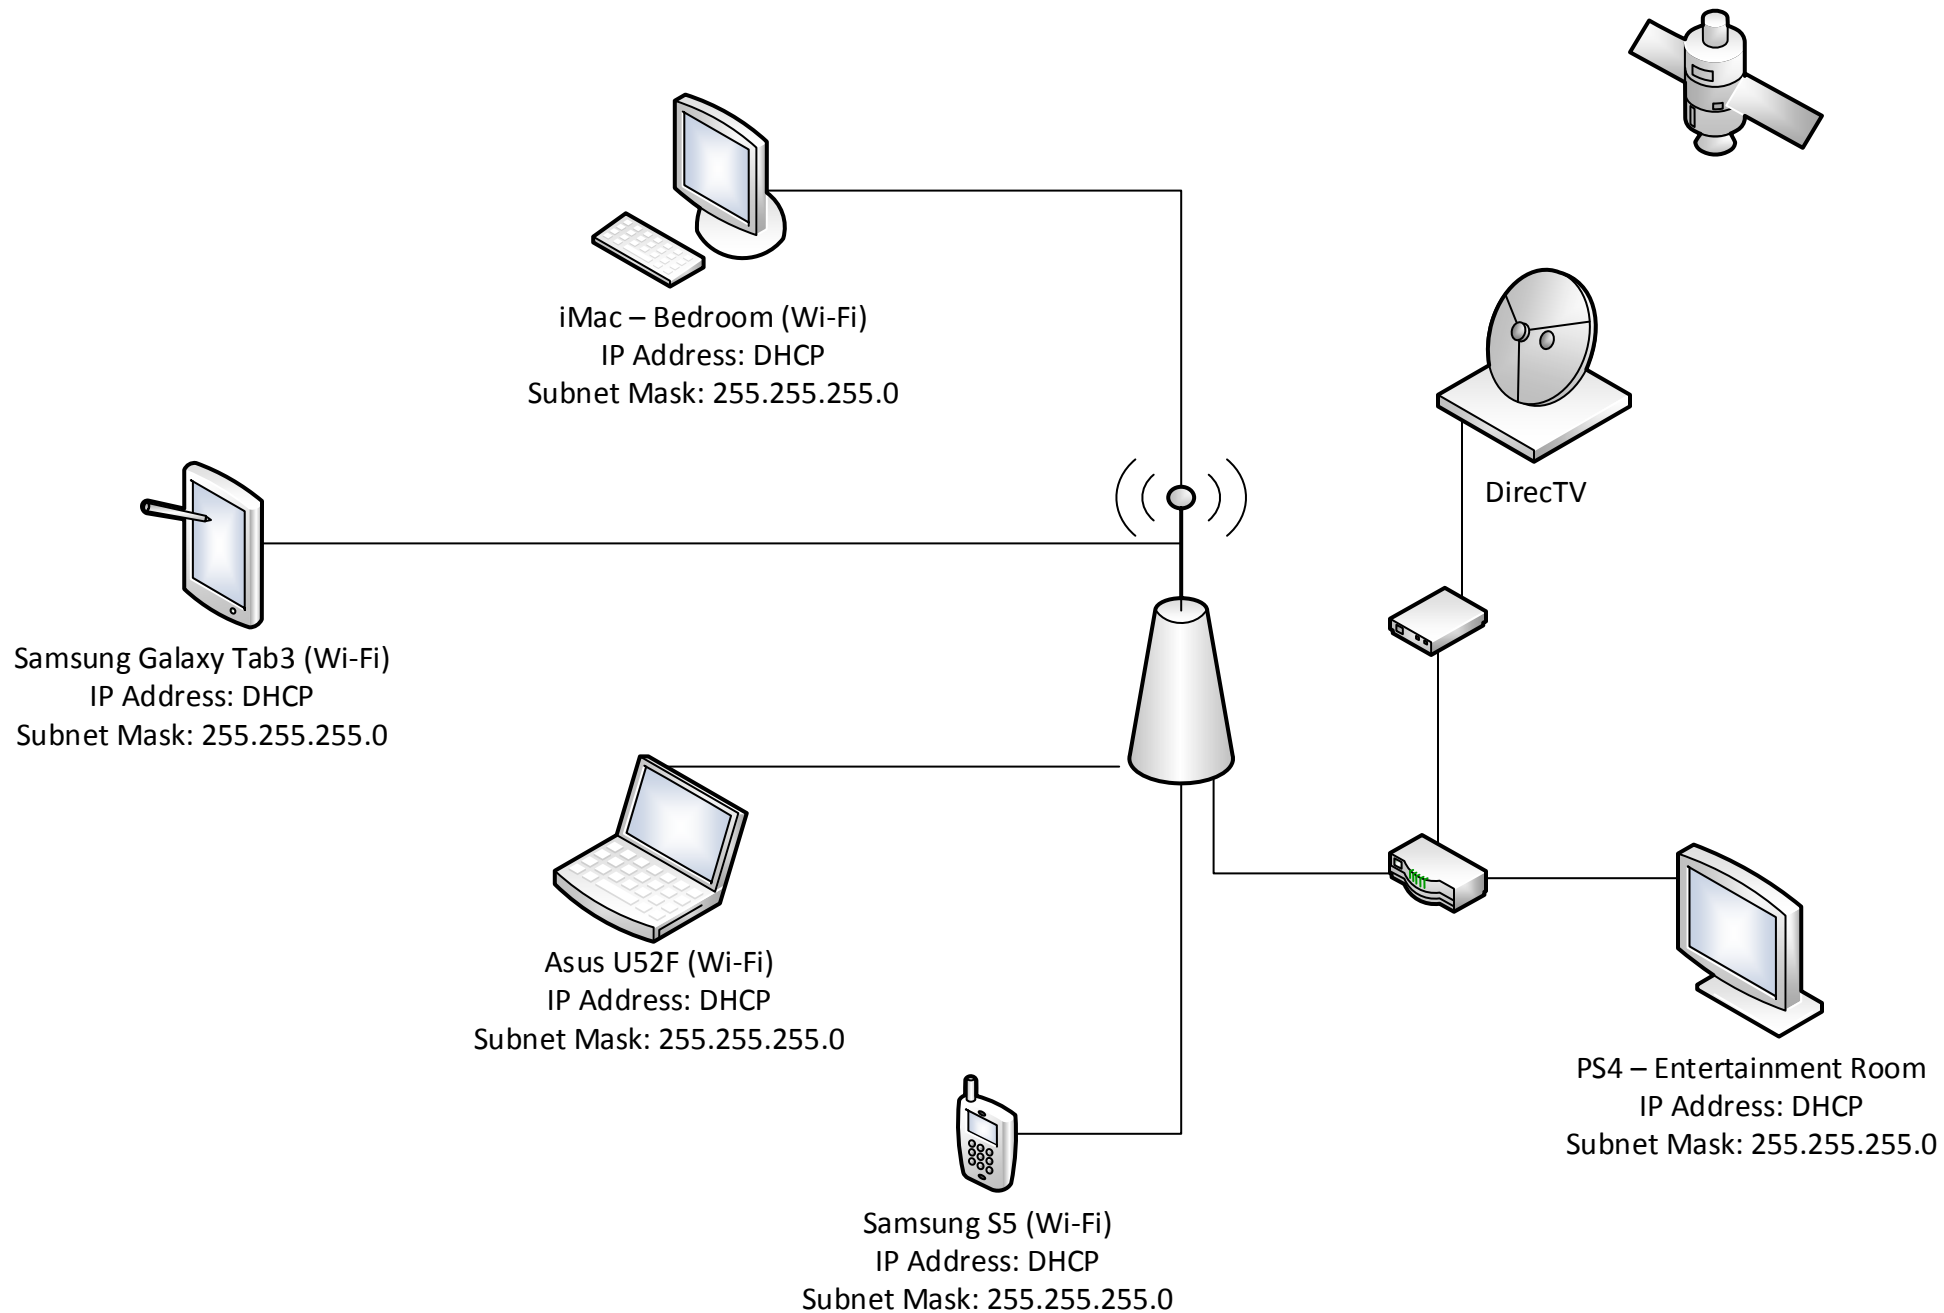 iMac – Bedroom (Wi-Fi)
IP Address: DHCP
Subnet Mask: 255.255.255.0
DirecTV
Samsung Galaxy Tab3 (Wi-Fi)
IP Address: DHCP
Subnet Mask: 255.255.255.0
Asus U52F (Wi-Fi)
IP Address: DHCP
Subnet Mask: 255.255.255.0
PS4 – Entertainment Room
IP Address: DHCP
Subnet Mask: 255.255.255.0
Samsung S5 (Wi-Fi)
IP Address: DHCP
Subnet Mask: 255.255.255.0